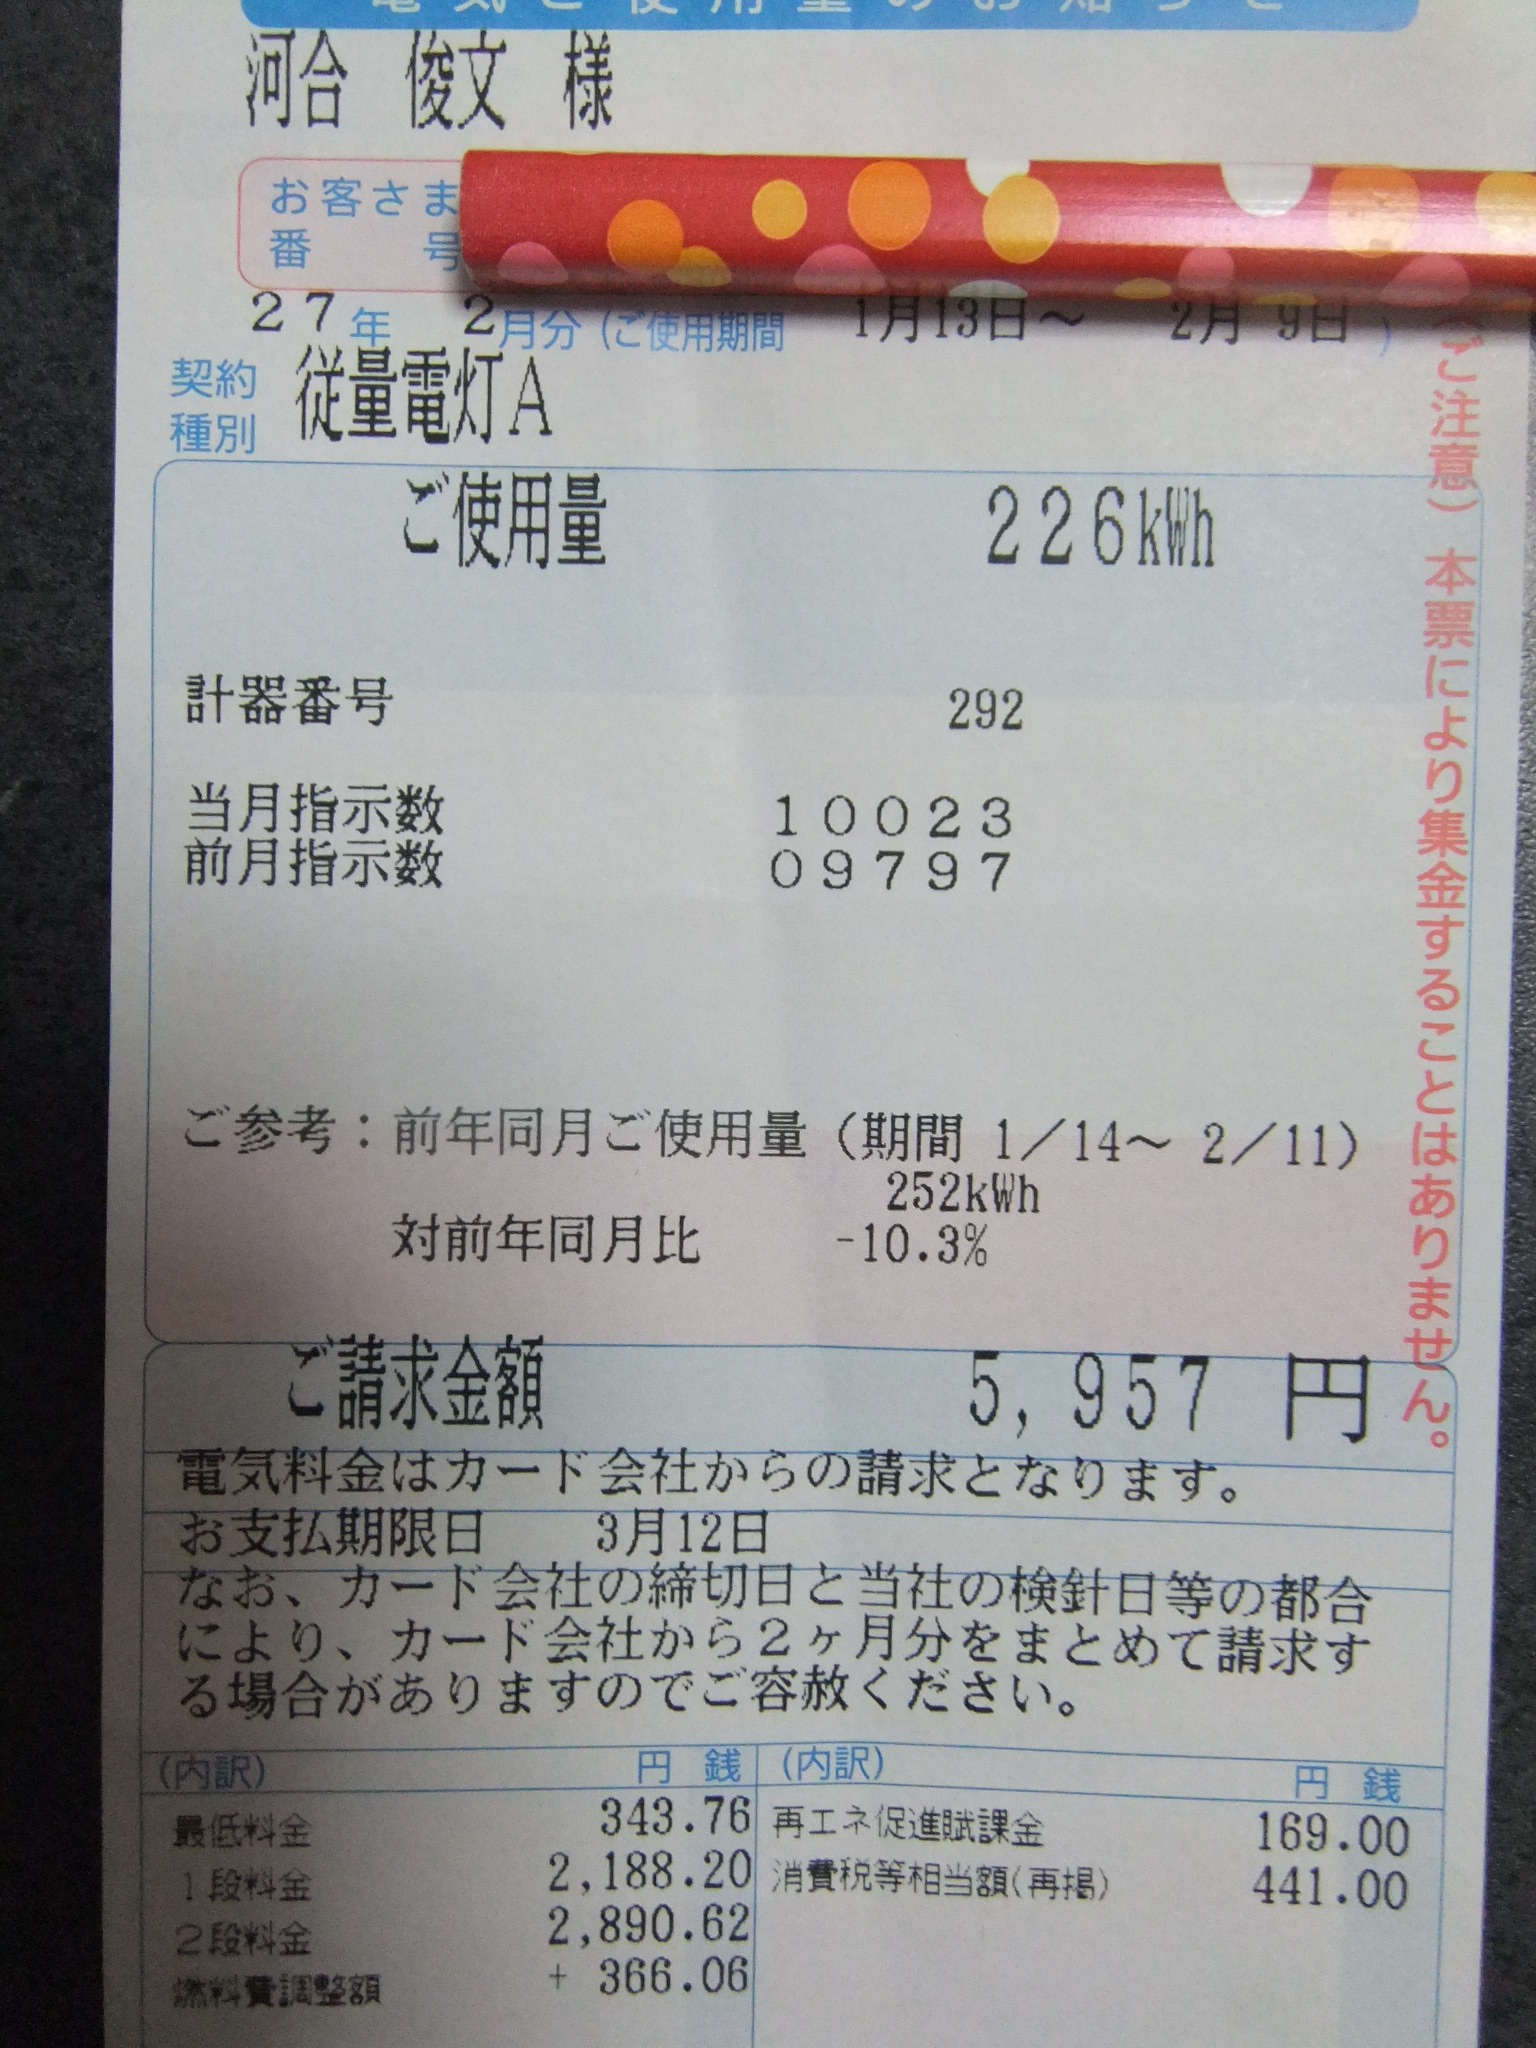 電気ご使用量のお知らせ
河合 俊文 様
お客さま
番 号
27年 2月分 (ご使用期間 1月13日〜 2月 9日 )
契約
種別
従量電灯A
ご使用量 226kWh
計器番号 292
当月指示数 10023
前月指示数 09797
ご参考:前年同月ご使用量(期間 1/14〜 2/11)
252kWh
対前年同月比 -10.3%
ご請求金額 5,957 円
電気料金はカード会社からの請求となります。
お支払期限日 3月12日
なお、カード会社の締切日と当社の検針日等の都合
により、カード会社から2ヶ月分をまとめて請求す
る場合がありますのでご容赦ください。
(内訳) 円 銭
最低料金 343.76
1段料金 2,188.20
2段料金 2,890.62
燃料費調整額 + 366.06
(内訳) 円 銭
再エネ促進賦課金 169.00
消費税等相当額(再掲) 441.00
(ご注意) 本票により集金することはありません。